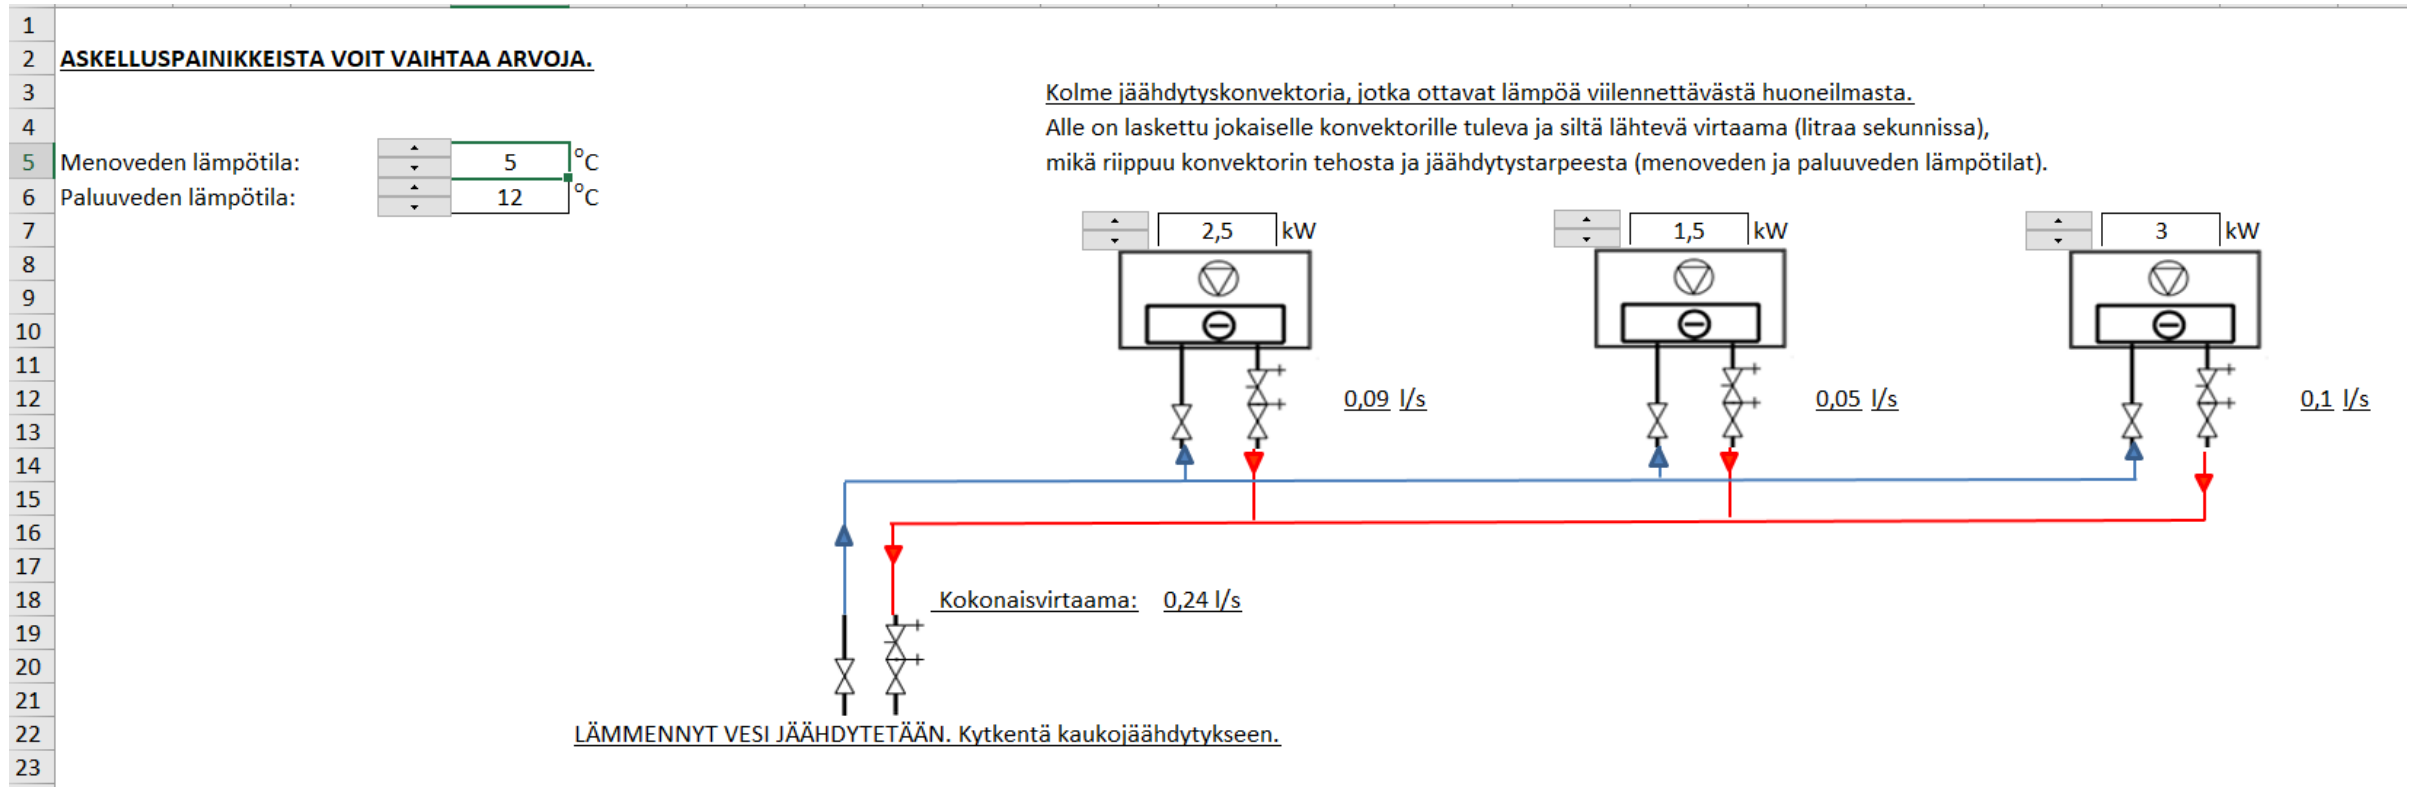 1
2 ASKELLUSPAINIKKEISTA VOIT VAIHTAA ARVOJA.
3 Kolme jäähdytyskonvektoria, jotka ottavat lämpöä viilennettävästä huoneilmasta.
4 Alle on laskettu jokaiselle konvektorille tuleva ja siltä lähtevä virtaama (litraa sekunnissa),
5 Menoveden lämpötila: 5 °C mikä riippuu konvektorin tehosta ja jäähdytystarpeesta (menoveden ja paluuveden lämpötilat).
6 Paluuveden lämpötila: 12 °C
7 2,5 kW 1,5 kW 3 kW
8
9
10
11
12 0,09 l/s 0,05 l/s 0,1 l/s
13
14
15
16
17
18 Kokonaisvirtaama: 0,24 l/s
19
20
21
22 LÄMMENNYT VESI JÄÄHDYTETÄÄN. Kytkentä kaukojäähdytykseen.
23